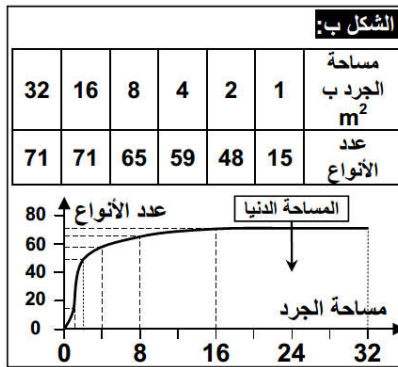 الشكل ب:
مساحة الجرد ب m² 1 2 4 8 16 32
عدد الأنواع 15 48 59 65 71 71
عدد الأنواع
المساحة الدنيا
80
60
40
20
0
مساحة الجرد
0 8 16 24 32